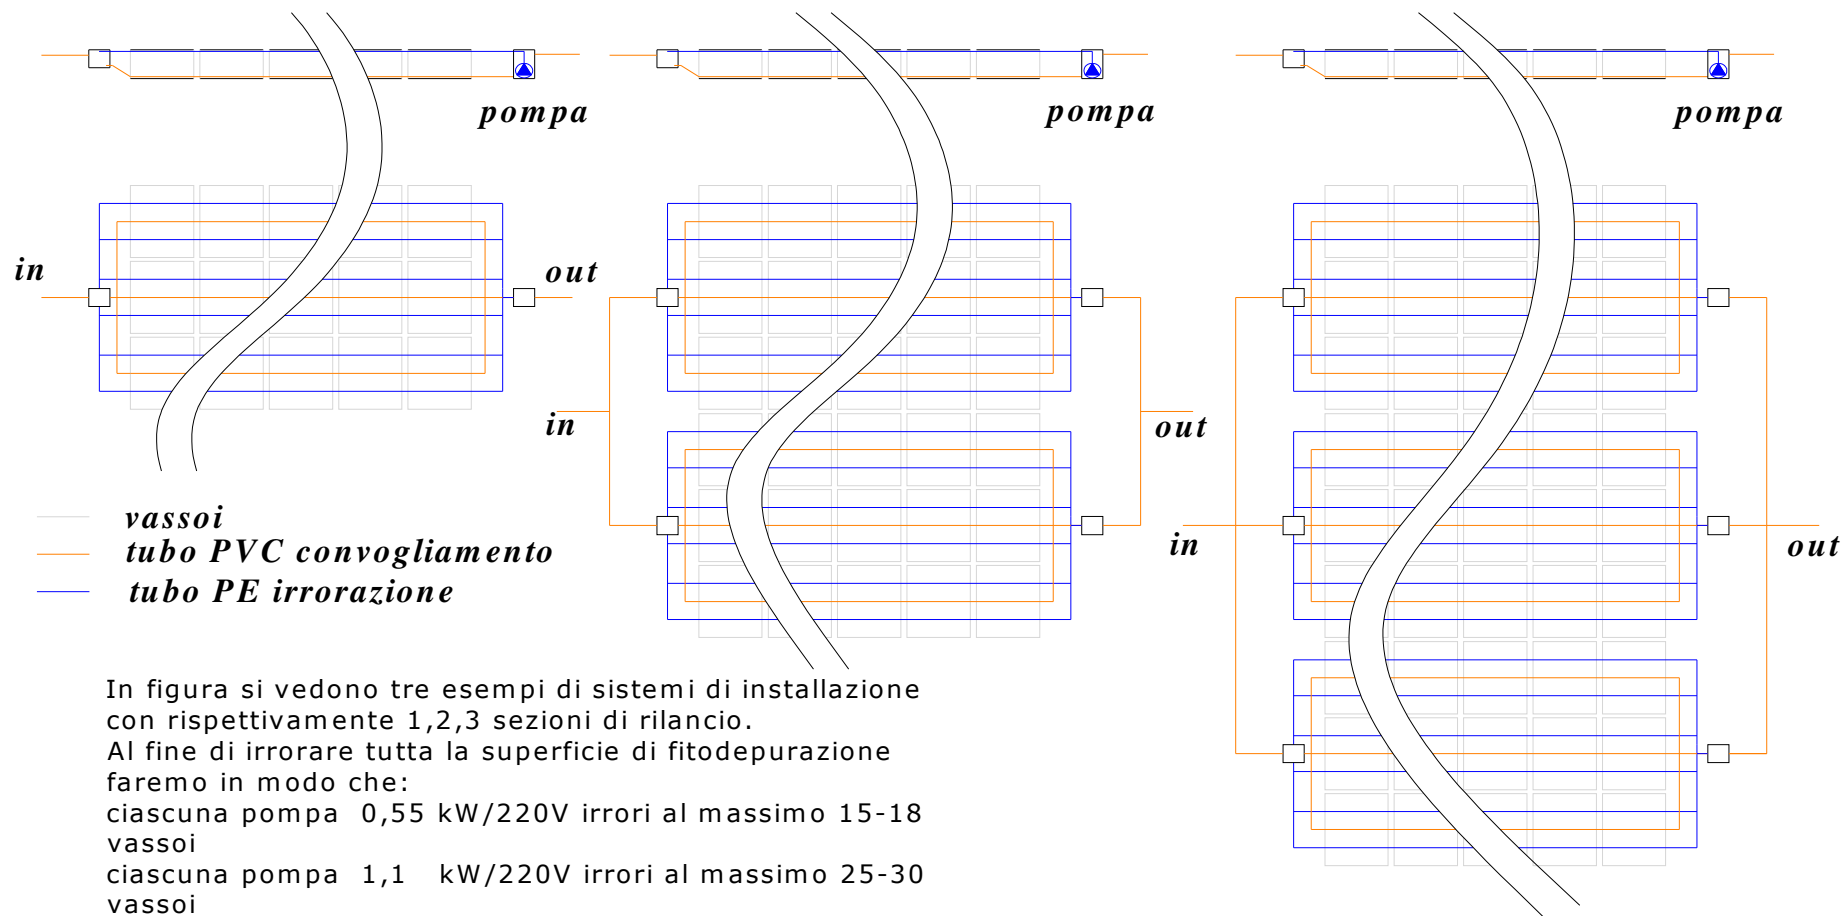 pompa
pompa
pompa
in
out
in
out
in
out
vassoi
tubo PVC convogliamento
tubo PE irrorazione
In figura si vedono tre esempi di sistemi di installazione
con rispettivamente 1,2,3 sezioni di rilancio.
Al fine di irrorare tutta la superficie di fitodepurazione
faremo in modo che:
ciascuna pompa 0,55 kW/220V irrori al massimo 15-18
vassoi
ciascuna pompa 1,1 kW/220V irrori al massimo 25-30
vassoi